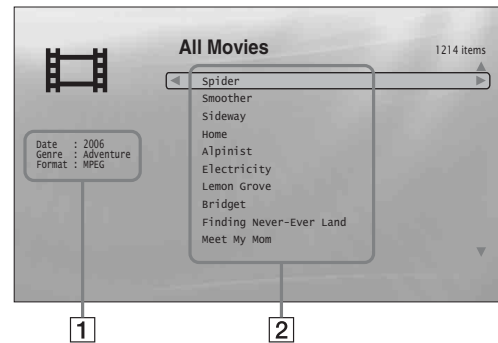 All Movies
1214 items
Spider
Smoother
Sideway
Home
Alpinist
Electricity
Lemon Grove
Bridget
Finding Never-Ever Land
Meet My Mom
Date : 2006
Genre : Adventure
Format : MPEG
1
2